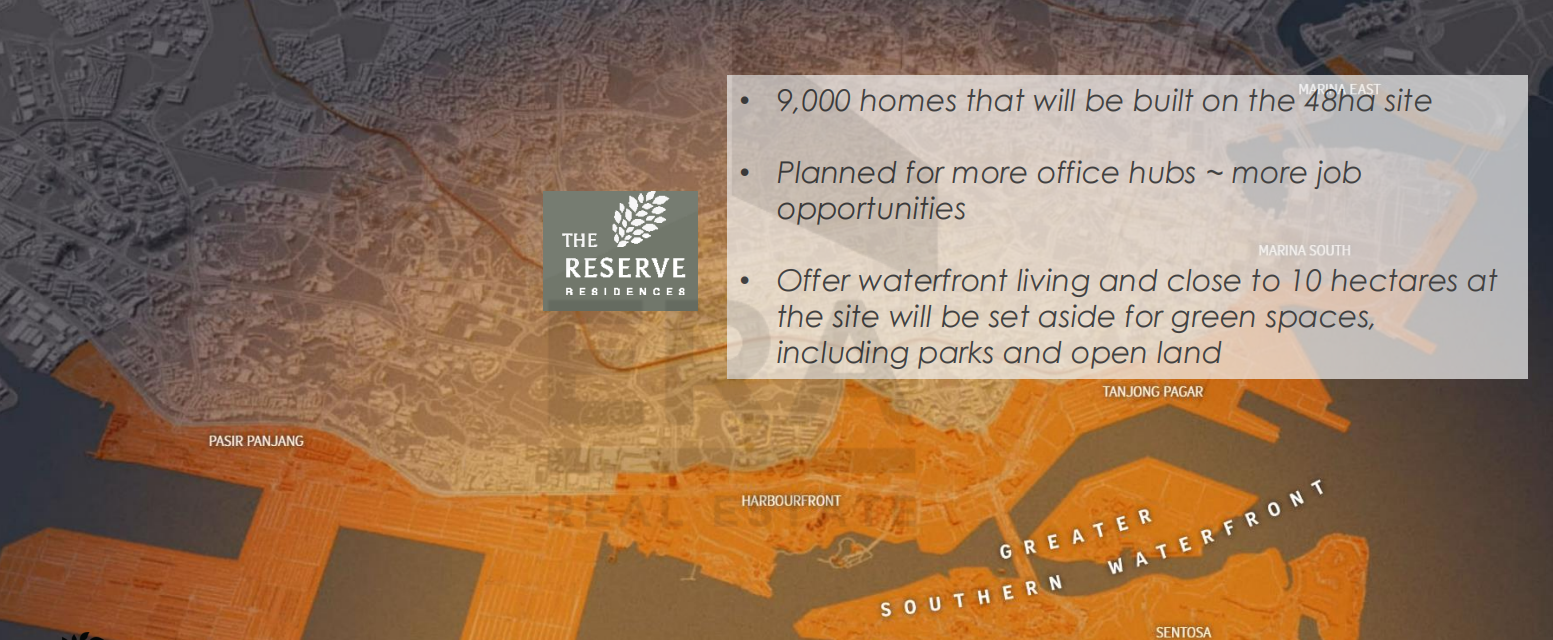 MARINA EAST
• 9,000 homes that will be built on the 48ha site
• Planned for more office hubs ~ more job
opportunities
THE
RESERVE
RESIDENCES
MARINA SOUTH
• Offer waterfront living and close to 10 hectares at
the site will be set aside for green spaces,
including parks and open land
ERA
TANJONG PAGAR
PASIR PANJANG
HARBOURFRONT
REAL ESTATE
GREATER
SOUTHERN WATERFRONT
SENTOSA